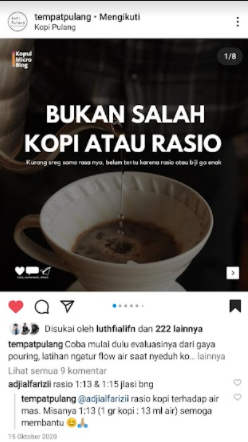 tempatpulang • Mengikuti
Kopi Pulang
Kopui
Micro
Blog
1/8
BUKAN SALAH
KOPI ATAU RASIO
Kurang sreg sama rasa nya, belum tentu karena rasio atau biji ga enak
Disukai oleh luthfialifn dan 222 lainnya
tempatpulang Coba mulai dulu evaluasinya dari gaya
pouring, latihan ngatur flow air saat nyeduh ko... lainnya
Lihat semua 9 komentar
adjialfarizii rasio 1:13 & 1:15 jlasi bng
tempatpulang @adjialfarizii rasio kopi terhadap air
mas. Misanya 1:13 (1 gr kopi : 13 ml air) semoga
membantu 😊🙏
15 Oktober 2020